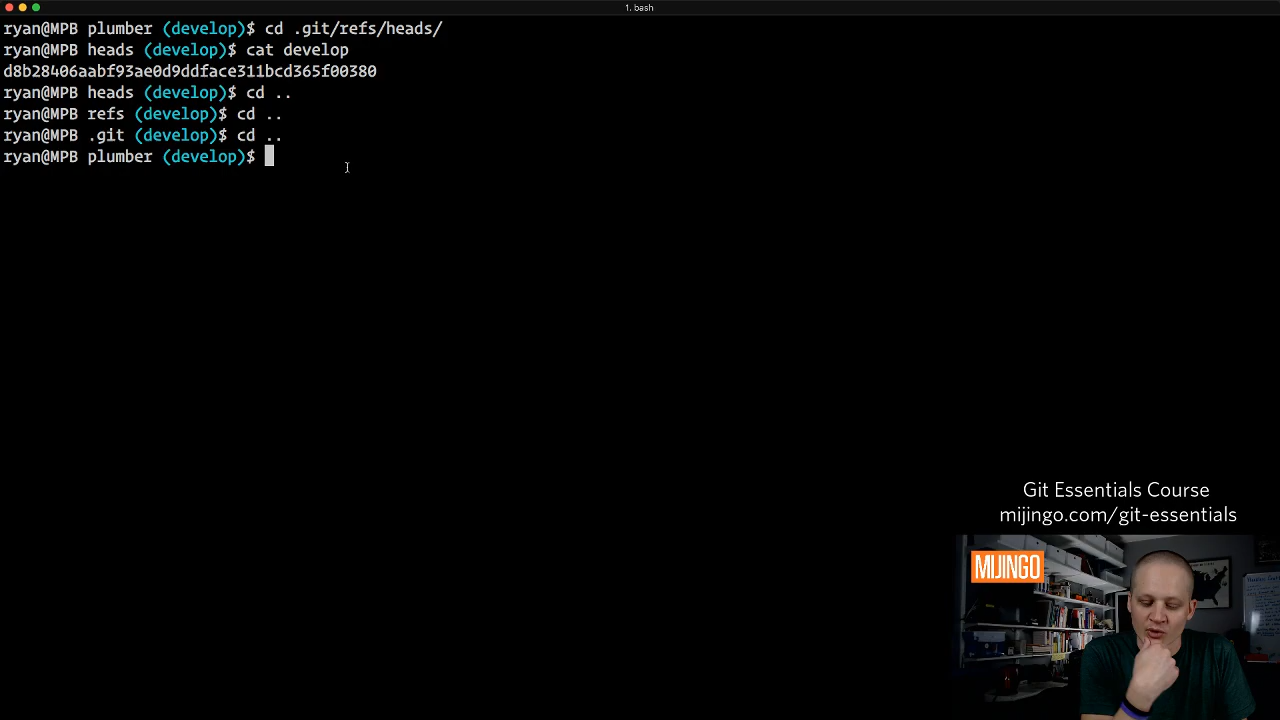 1. bash
ryan@MPB plumber (develop)$ cd .git/refs/heads/
ryan@MPB heads (develop)$ cat develop
d8b28406aabf93ae0d9ddface311bcd365f00380
ryan@MPB heads (develop)$ cd ..
ryan@MPB refs (develop)$ cd ..
ryan@MPB .git (develop)$ cd ..
ryan@MPB plumber (develop)$
Git Essentials Course
mijingo.com/git-essentials
MIJINGO